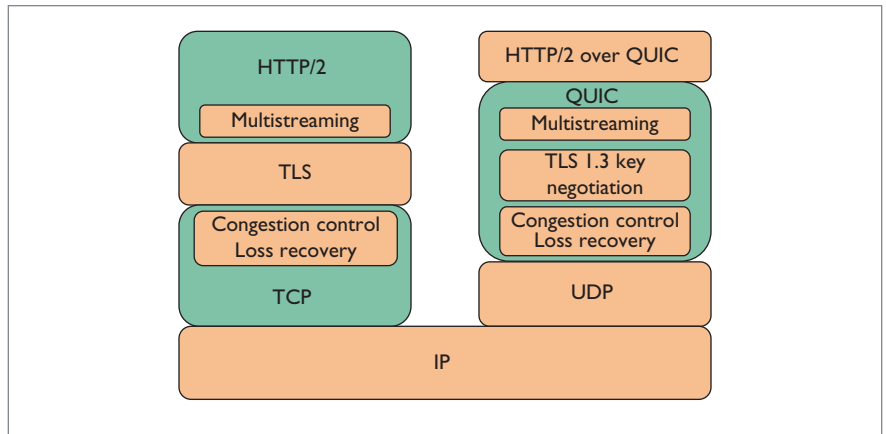 HTTP/2
Multistreaming
TLS
Congestion control
Loss recovery
TCP
HTTP/2 over QUIC
QUIC
Multistreaming
TLS 1.3 key
negotiation
Congestion control
Loss recovery
UDP
IP